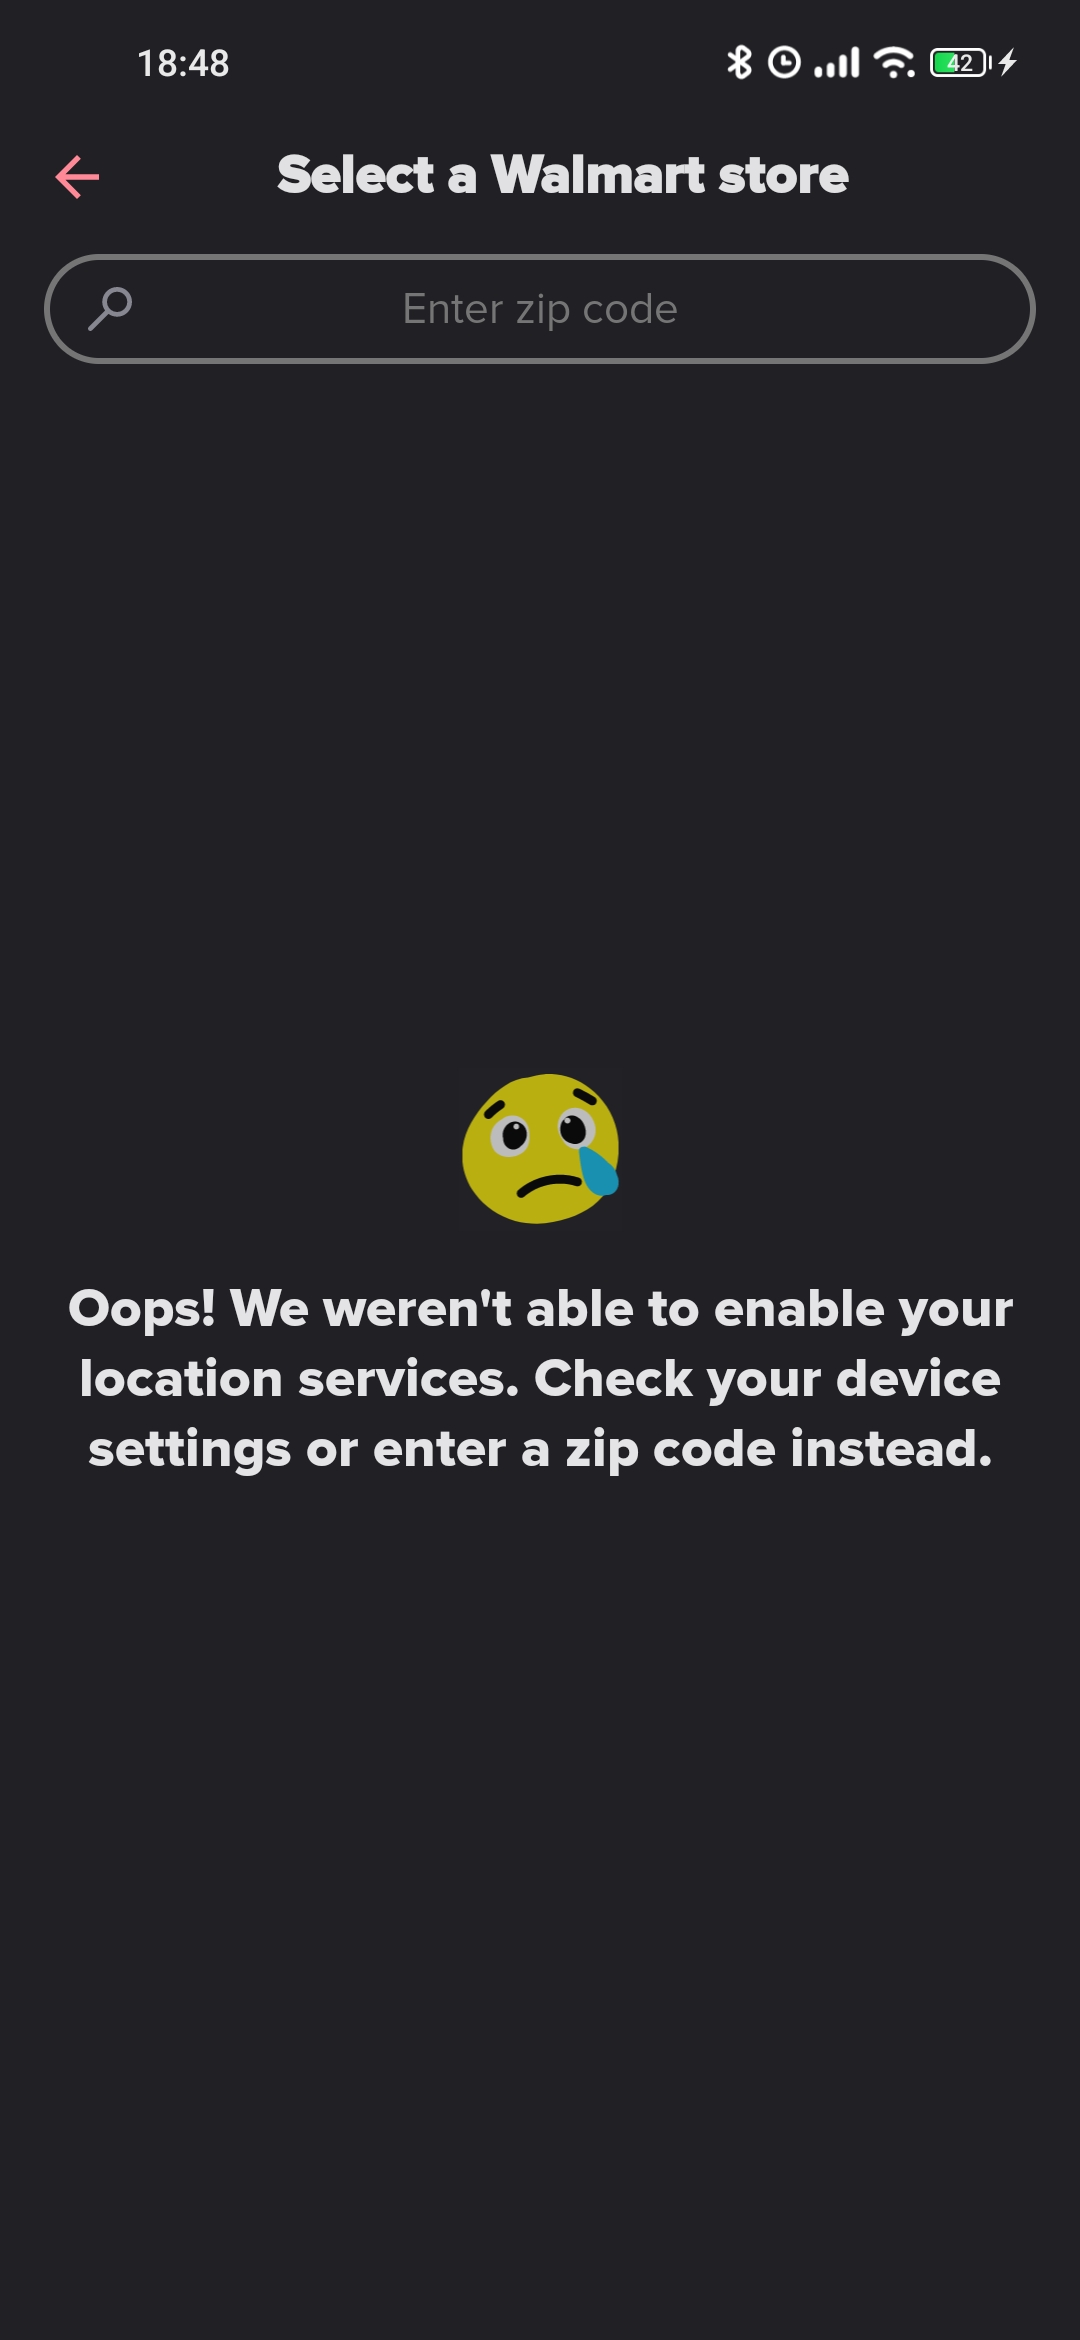 18:48
42
Select a Walmart store
Enter zip code
Oops! We weren't able to enable your
location services. Check your device
settings or enter a zip code instead.